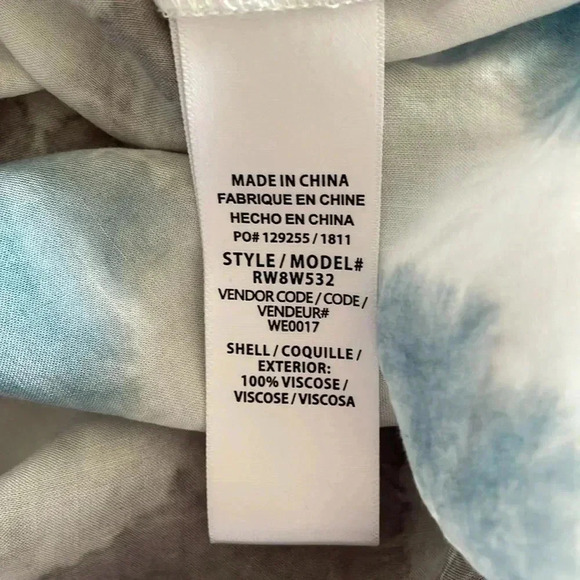 MADE IN CHINA
FABRIQUE EN CHINE
HECHO EN CHINA
PO# 129255 / 1811
STYLE / MODEL#
RW8W532
VENDOR CODE / CODE /
VENDEUR#
WE0017
SHELL / COQUILLE /
EXTERIOR:
100% VISCOSE /
VISCOSE / VISCOSA